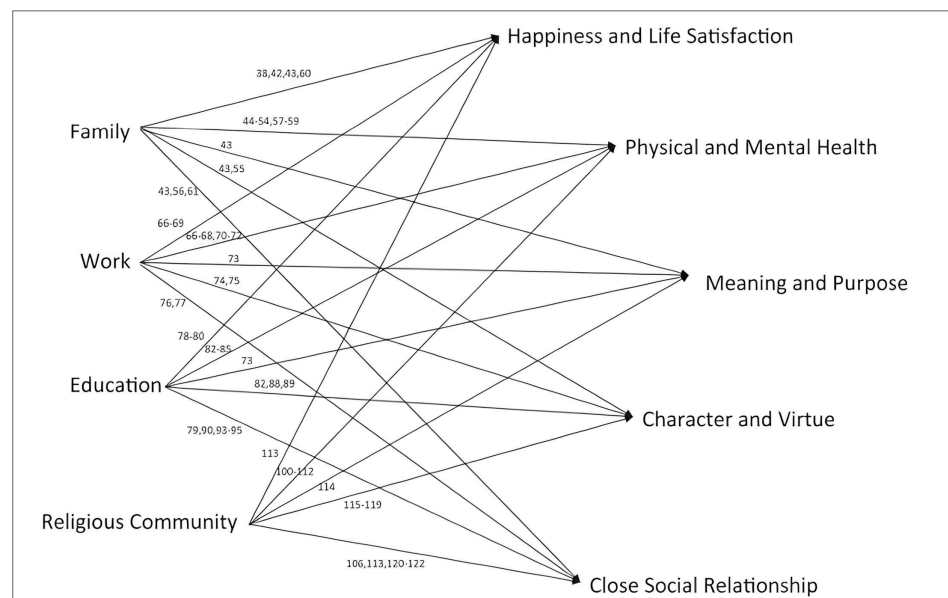 Happiness and Life Satisfaction
38,42,43,60
44-54,57-59
Family
43
Physical and Mental Health
43,55
43,56,61
66-69
66-68,70-72
Work
73
74,75
Meaning and Purpose
76,77
78-80
82-85
73
Education
82,88,89
Character and Virtue
79,90,93-95
113
100-112
114
115-119
Religious Community
106,113,120-122
Close Social Relationship